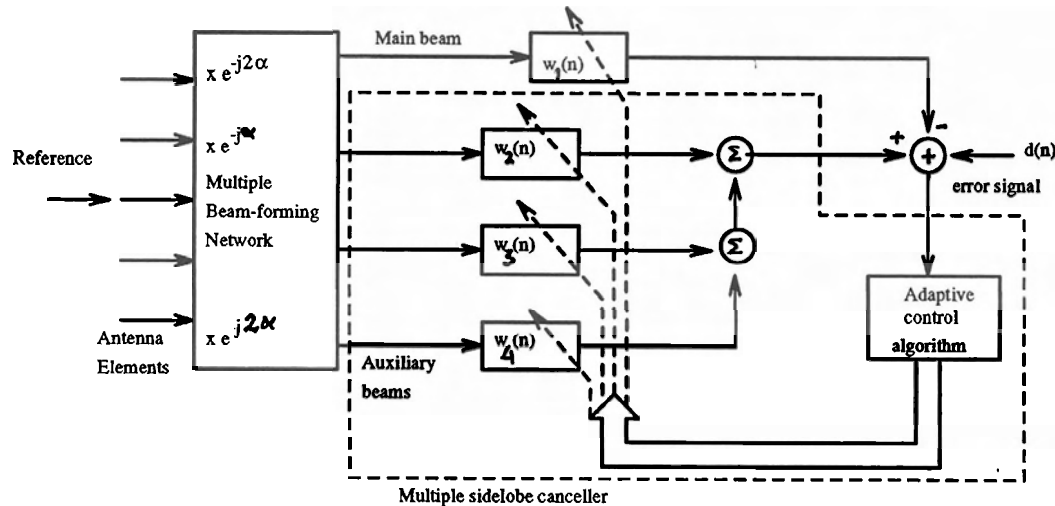 x e^-j2α
Main beam
w1(n)
x e^-jα
Reference
w2(n)
Σ
+
-
+
d(n)
error signal
Multiple
Beam-forming
Network
w3(n)
Σ
Adaptive
control
algorithm
x e^j2α
Antenna
Elements
w4(n)
Auxiliary
beams
Multiple sidelobe canceller